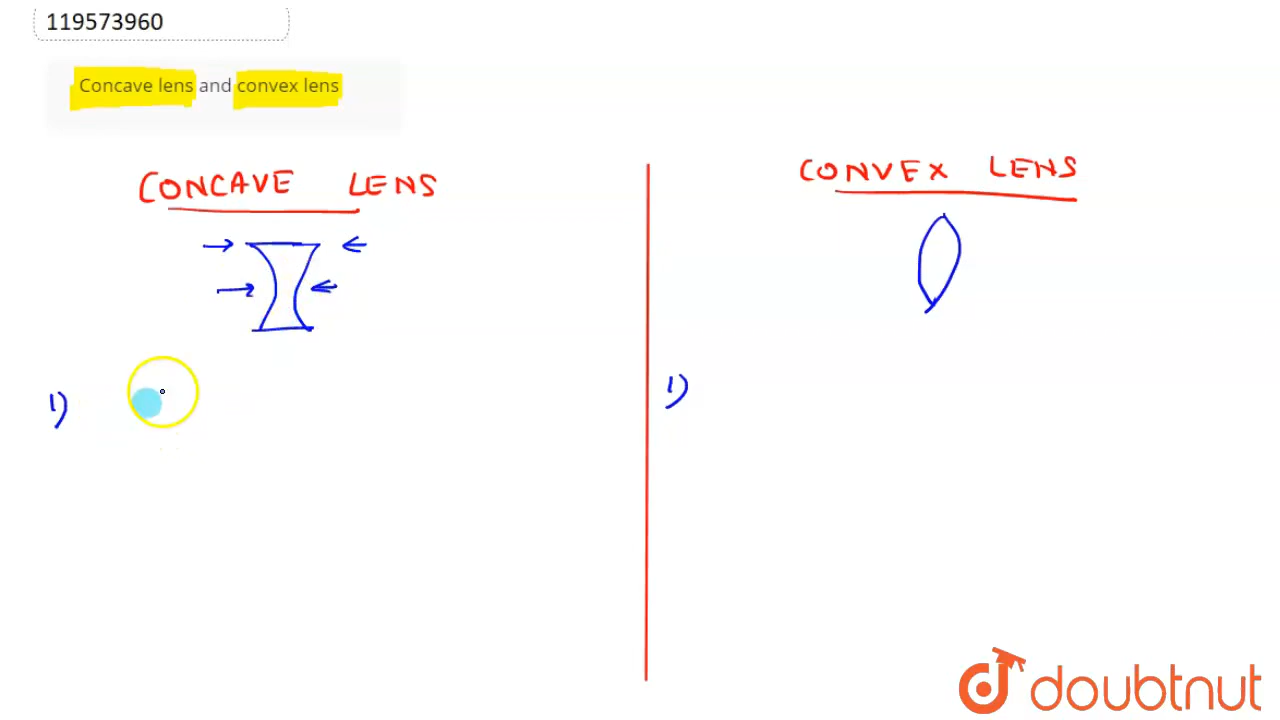 119573960
Concave lens and convex lens
CONCAVE LENS
CONVEX LENS
1)
1)
doubtnut